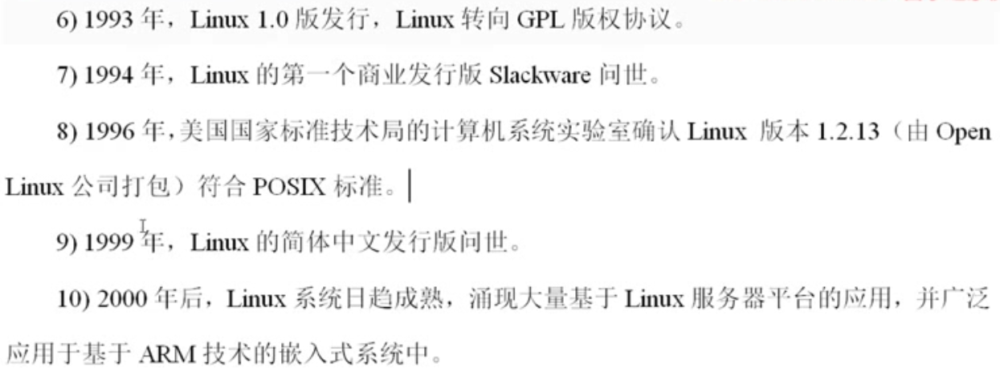 6) 1993 年，Linux 1.0 版发行，Linux 转向 GPL 版权协议。
7) 1994 年，Linux 的第一个商业发行版 Slackware 问世。
8) 1996 年，美国国家标准技术局的计算机系统实验室确认 Linux 版本 1.2.13（由 Open
Linux 公司打包）符合 POSIX 标准。
9) 1999 年，Linux 的简体中文发行版问世。
10) 2000 年后，Linux 系统日趋成熟，涌现大量基于 Linux 服务器平台的应用，并广泛
应用于基于 ARM 技术的嵌入式系统中。